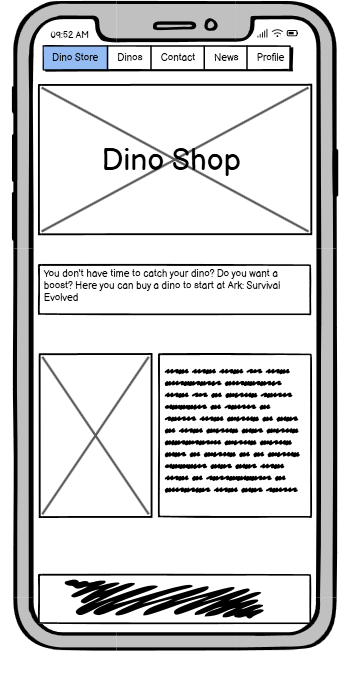 09:52 AM
Dino Store Dinos Contact News Profile
Dino Shop
You don't have time to catch your dino? Do you want a
boost? Here you can buy a dino to start at Ark: Survival
Evolved